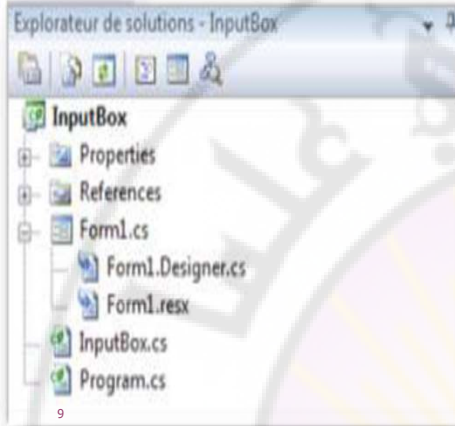 Explorateur de solutions - InputBox
InputBox
Properties
References
Form1.cs
Form1.Designer.cs
Form1.resx
InputBox.cs
Program.cs
9